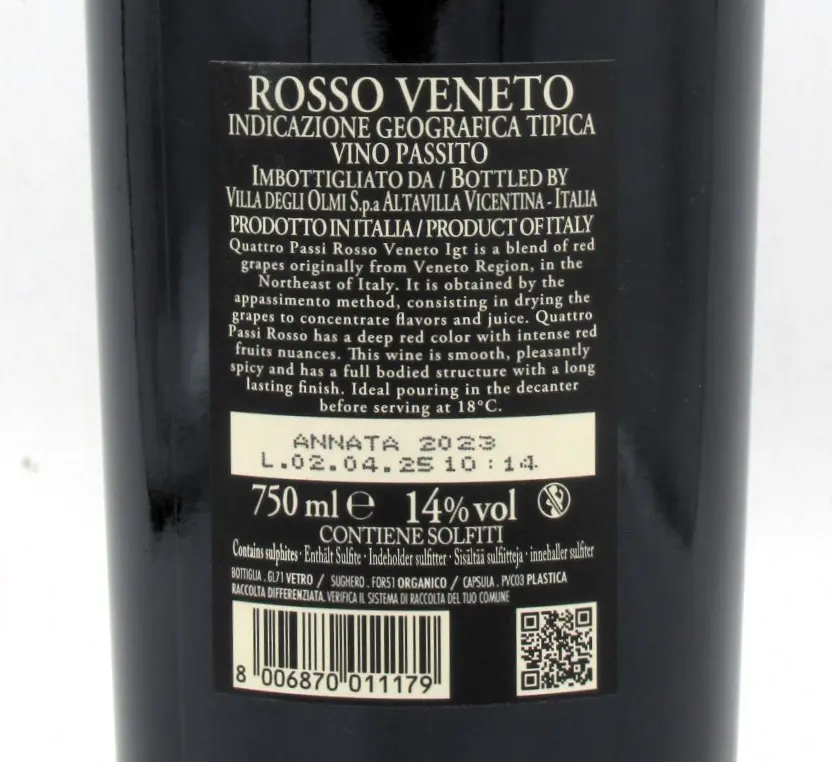 ROSSO VENETO
INDICAZIONE GEOGRAFICA TIPICA
VINO PASSITO
IMBOTTIGLIATO DA / BOTTLED BY
VILLA DEGLI OLMI S.p.a ALTAVILLA VICENTINA - ITALIA
PRODOTTO IN ITALIA / PRODUCT OF ITALY
Quattro Passi Rosso Veneto Igt is a blend of red
grapes originally from Veneto Region, in the
Northeast of Italy. It is obtained by the
appassimento method, consisting in drying the
grapes to concentrate flavors and juice. Quattro
Passi Rosso has a deep red color with intense red
fruits nuances. This wine is smooth, pleasantly
spicy and has a full bodied structure with a long
lasting finish. Ideal pouring in the decanter
before serving at 18°C.
ANNATA 2023
L.02.04.25 10:14
750 ml e 14% vol
CONTIENE SOLFITI
Contains sulphites · Enthält Sulfite · Indeholder sulfitter · Sisältää sulfiitteja · innehaller sulfiter
BOTTIGLIA . GL71 VETRO / SUGHERO . FOR51 ORGANICO / CAPSULA . PVC03 PLASTICA
RACCOLTA DIFFERENZIATA. VERIFICA IL SISTEMA DI RACCOLTA DEL TUO COMUNE
8 006870 011179